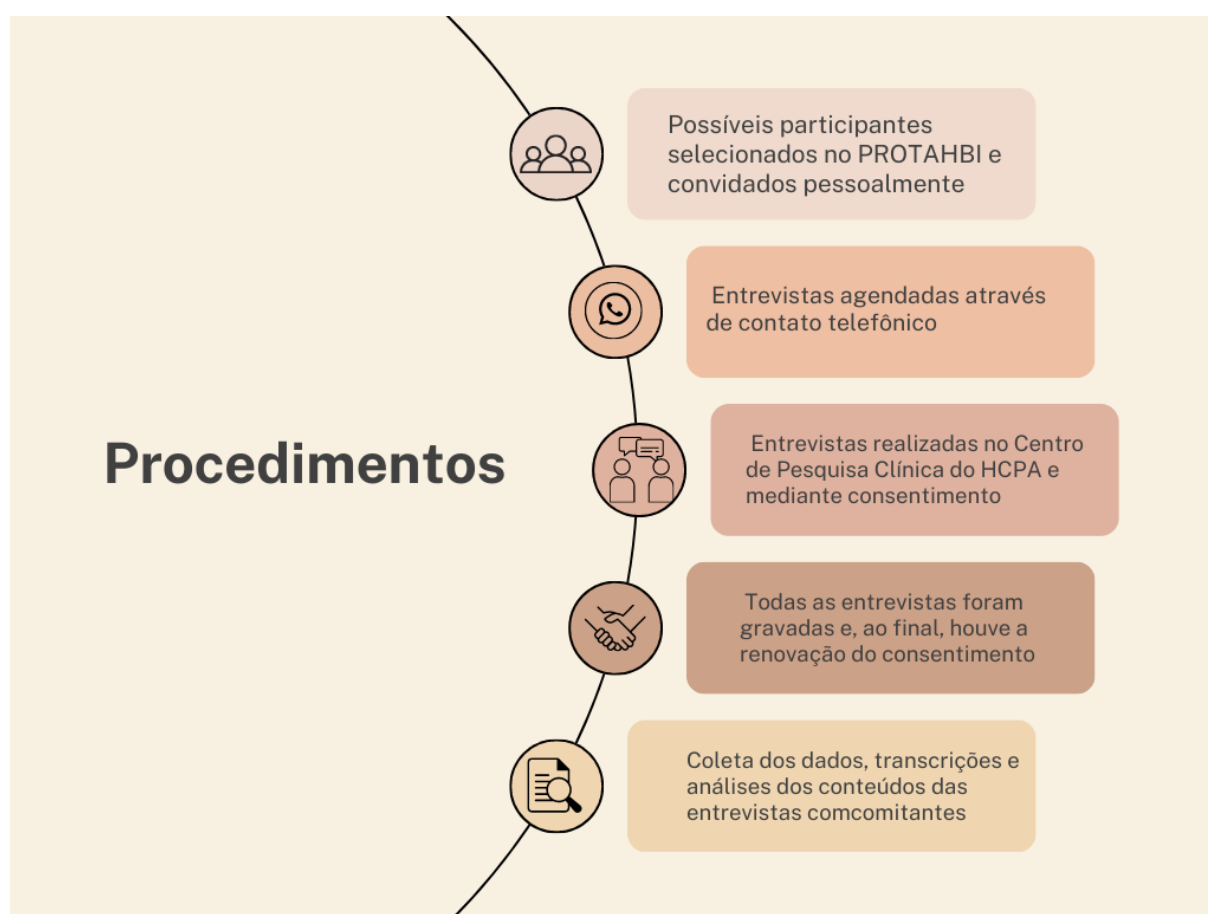 Possíveis participantes
selecionados no PROTAHBI e
convidados pessoalmente
Entrevistas agendadas através
de contato telefônico
Procedimentos
Entrevistas realizadas no Centro
de Pesquisa Clínica do HCPA e
mediante consentimento
Todas as entrevistas foram
gravadas e, ao final, houve a
renovação do consentimento
Coleta dos dados, transcrições e
análises dos conteúdos das
entrevistas comcomitantes